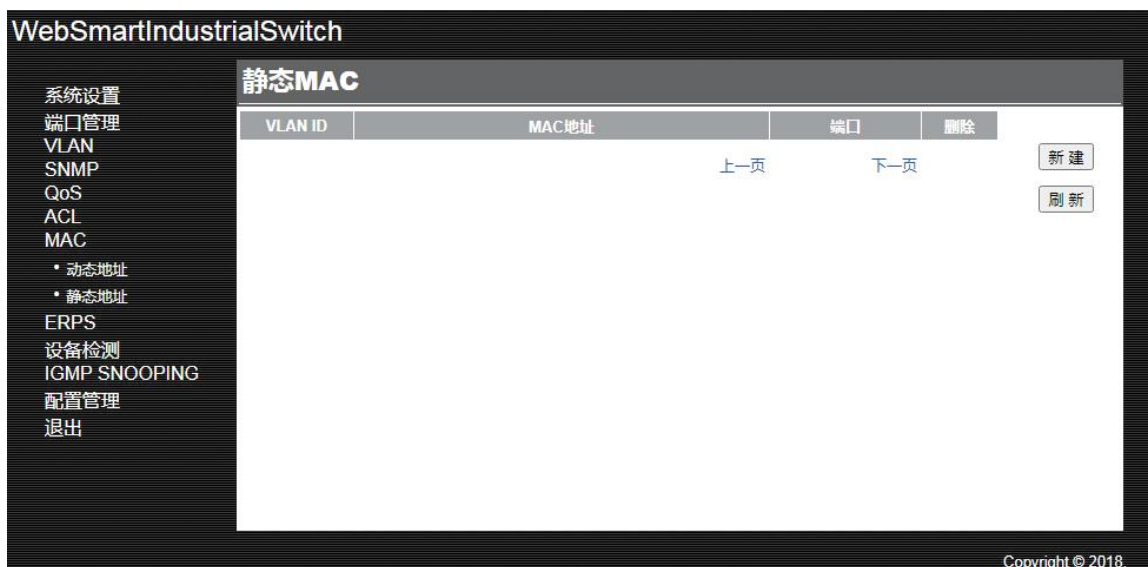 WebSmartIndustrialSwitch
静态MAC
系统设置
端口管理
VLAN
SNMP
QoS
ACL
MAC
• 动态地址
• 静态地址
ERPS
设备检测
IGMP SNOOPING
配置管理
退出
VLAN ID MAC地址 端口 删除
上一页 下一页
新建
刷新
Copyright © 2018.